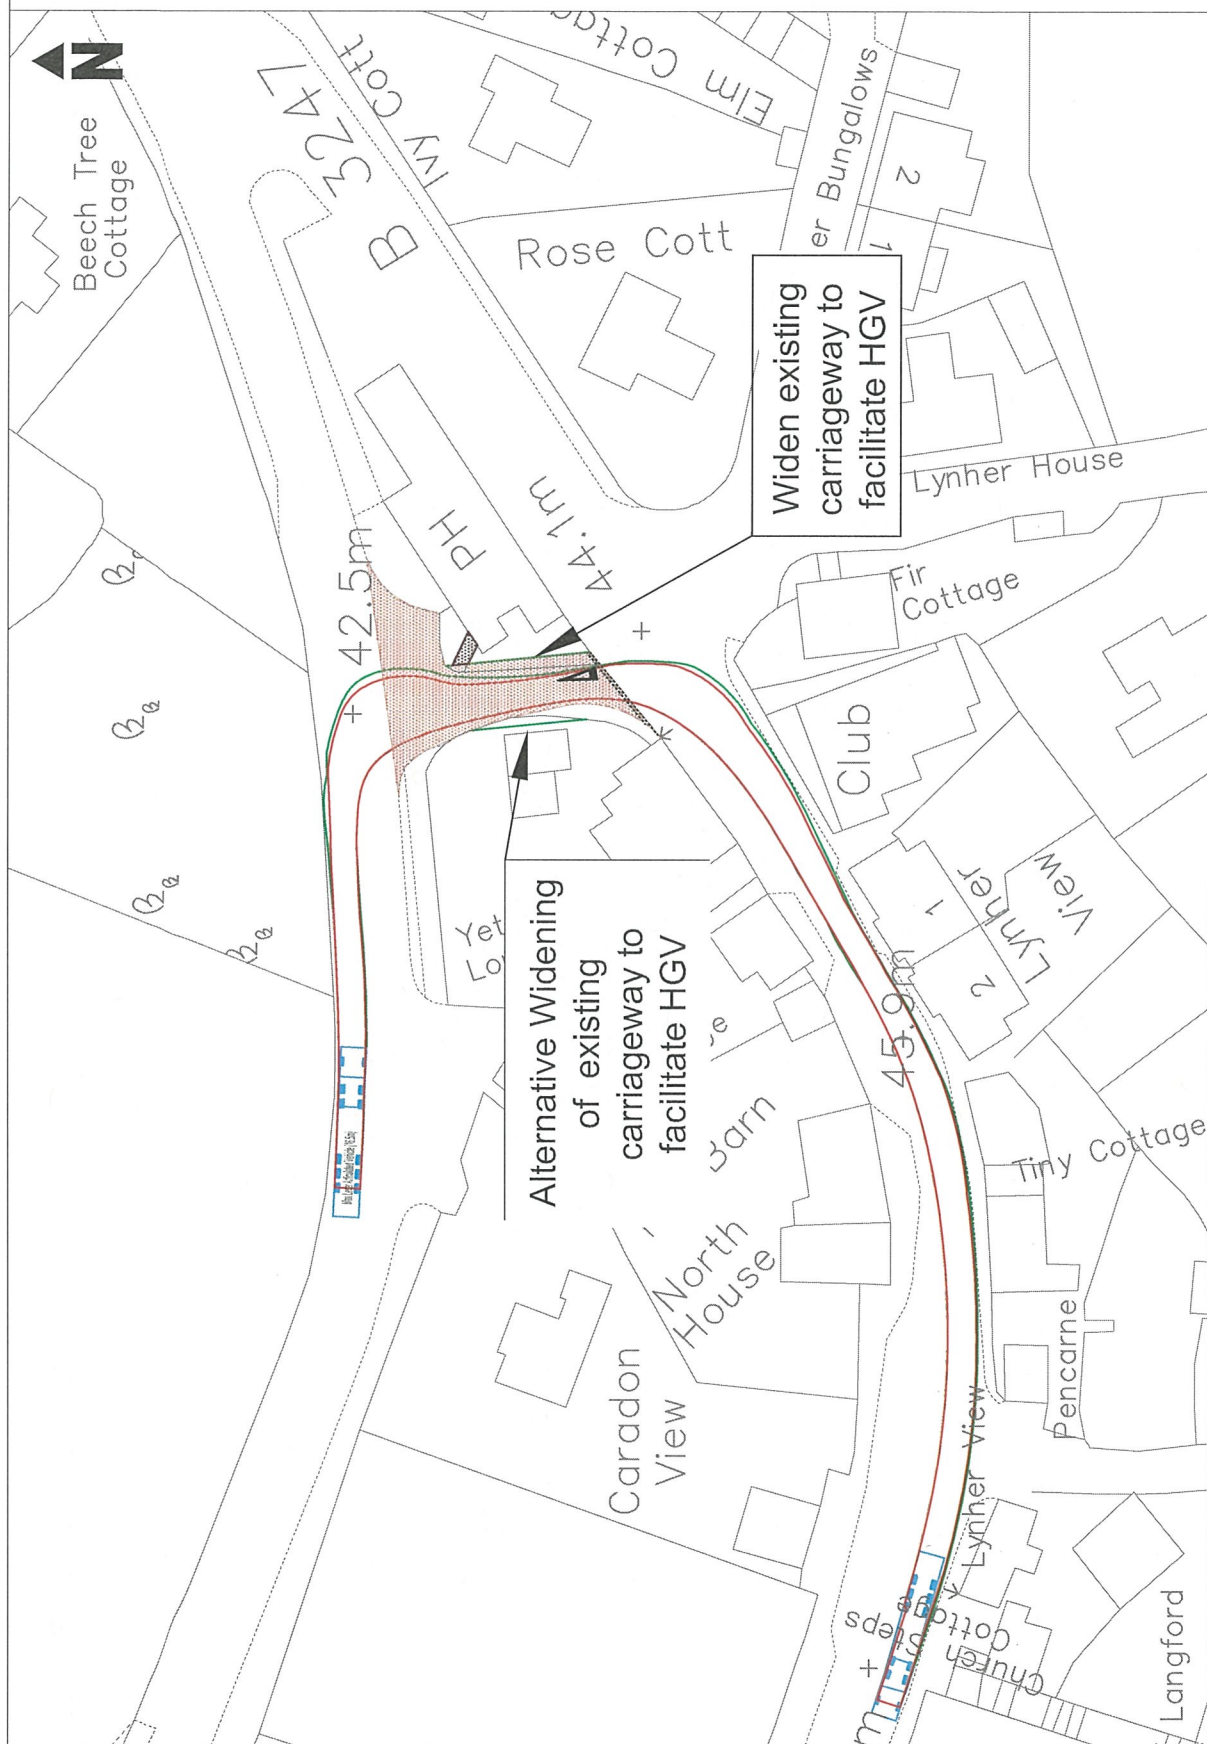 N
Beech Tree
Cottage
B 3247
Ivy Cott
Elm Cottag
Rose Cott
er Bungalows
2
1
Widen existing
carriageway to
facilitate HGV
Lynher House
PH
44.1m
42.5m
Fir
Cottage
Club
Alternative Widening
of existing
carriageway to
facilitate HGV
Yet
Lo
1
2
Lynher
View
45.9m
Barn
Tiny Cottage
North
House
Caradon
View
Pencarne
Lynher View
Church Steps
Cottage
Langford
m